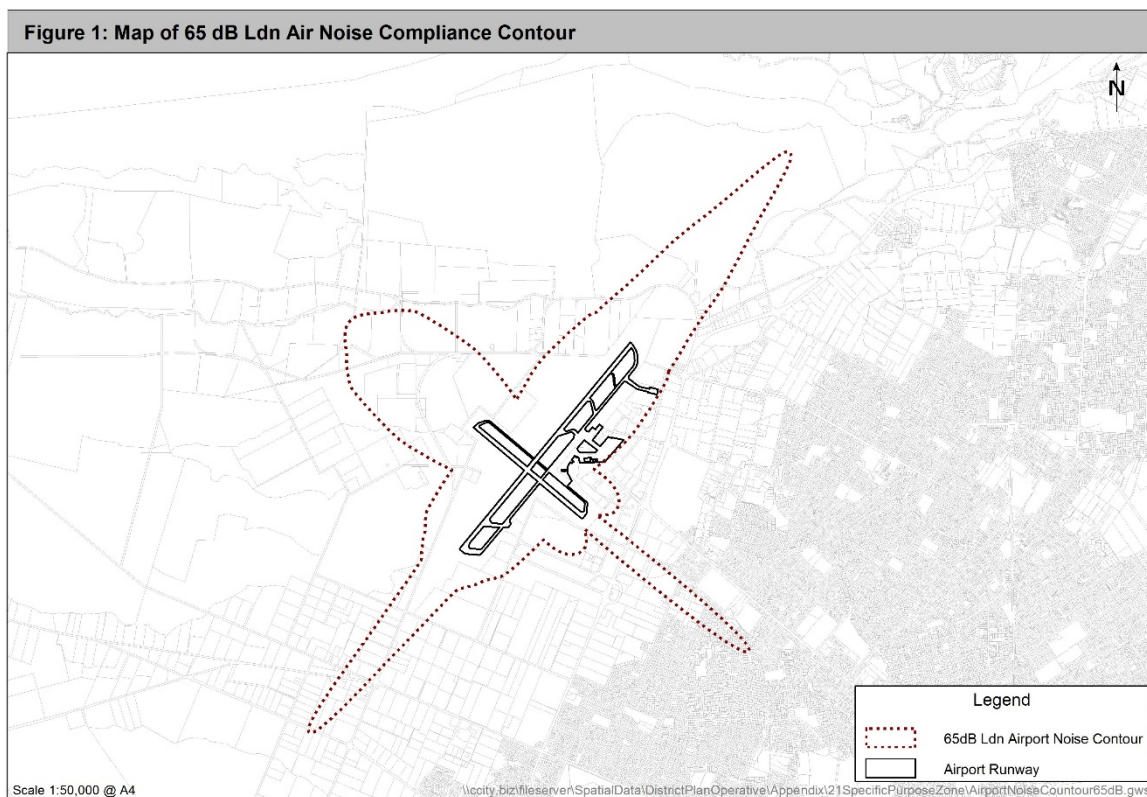 Figure 1: Map of 65 dB Ldn Air Noise Compliance Contour
N
Legend
65dB Ldn Airport Noise Contour
Airport Runway
Scale 1:50,000 @ A4
\\ccity.biz\fileserver\SpatialData\DistrictPlanOperative\Appendix\21SpecificPurposeZone\AirportNoiseCountour65dB.gws